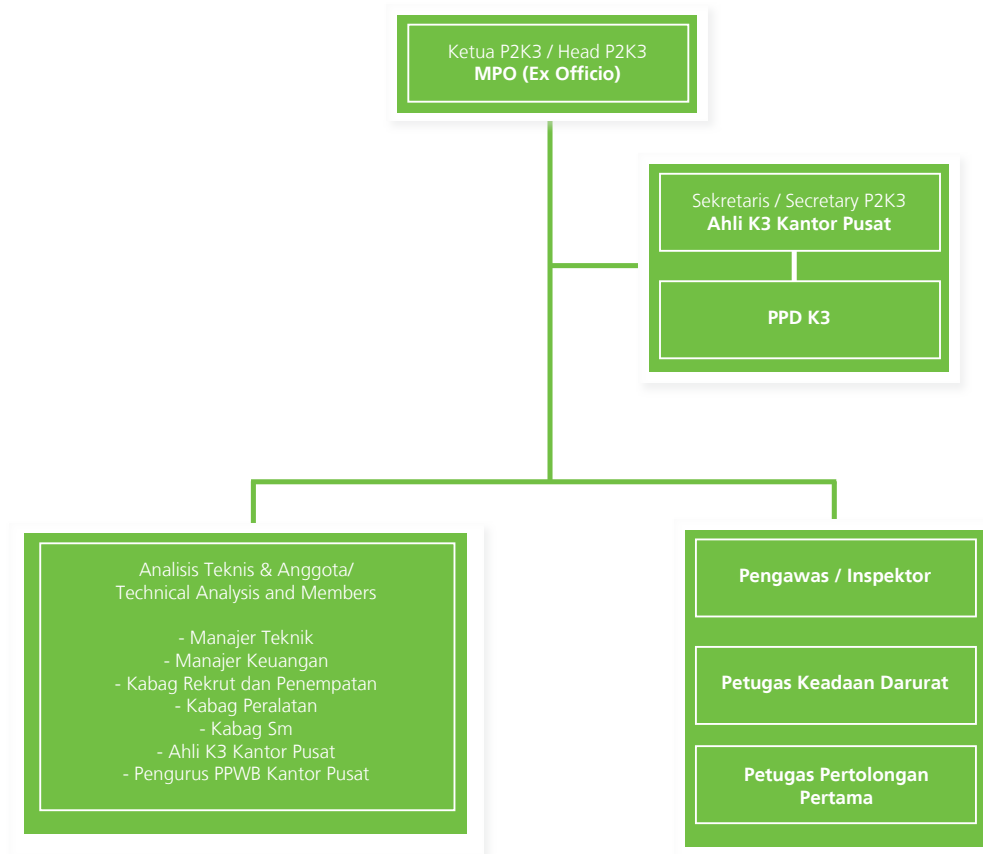 Ketua P2K3 / Head P2K3
MPO (Ex Officio)
Sekretaris / Secretary P2K3
Ahli K3 Kantor Pusat
PPD K3
Analisis Teknis & Anggota/
Technical Analysis and Members
- Manajer Teknik
- Manajer Keuangan
- Kabag Rekrut dan Penempatan
- Kabag Peralatan
- Kabag Sm
- Ahli K3 Kantor Pusat
- Pengurus PPWB Kantor Pusat
Pengawas / Inspektor
Petugas Keadaan Darurat
Petugas Pertolongan
Pertama